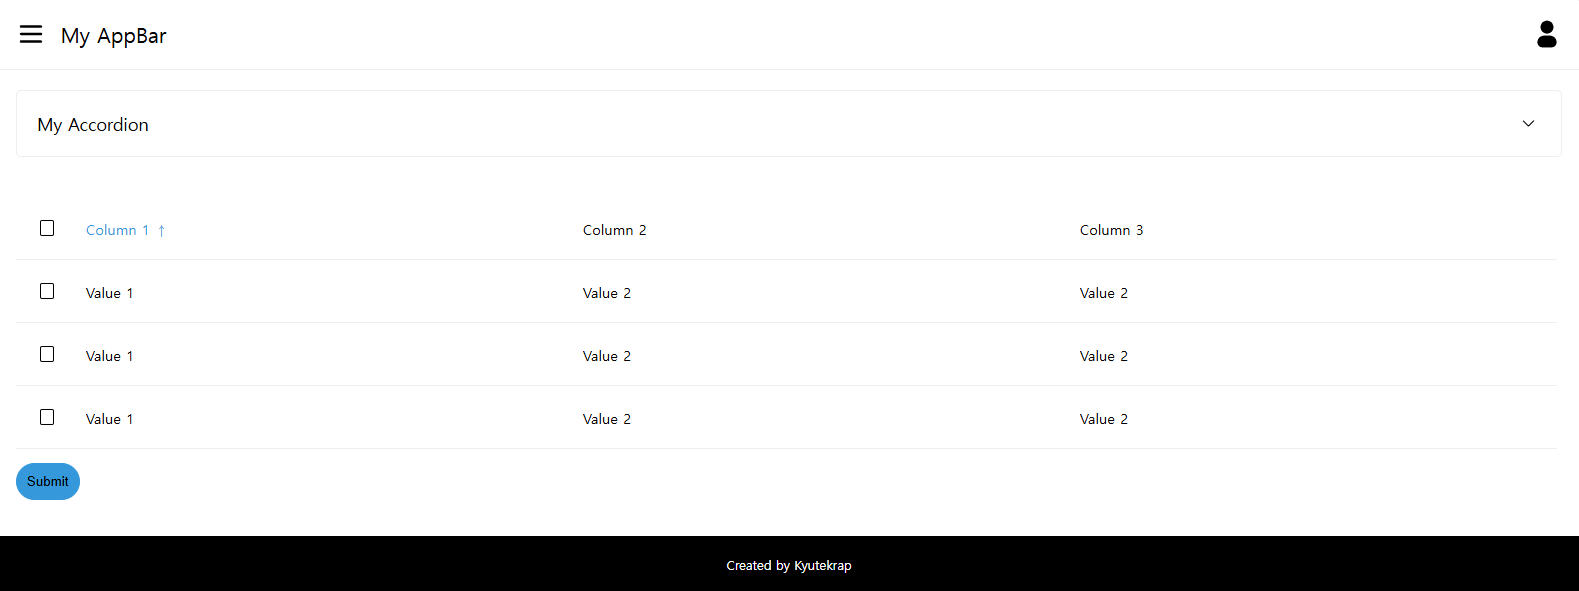 My AppBar
My Accordion
Column 1 ↑ Column 2 Column 3
Value 1 Value 2 Value 2
Value 1 Value 2 Value 2
Value 1 Value 2 Value 2
Submit
Created by Kyutekrap